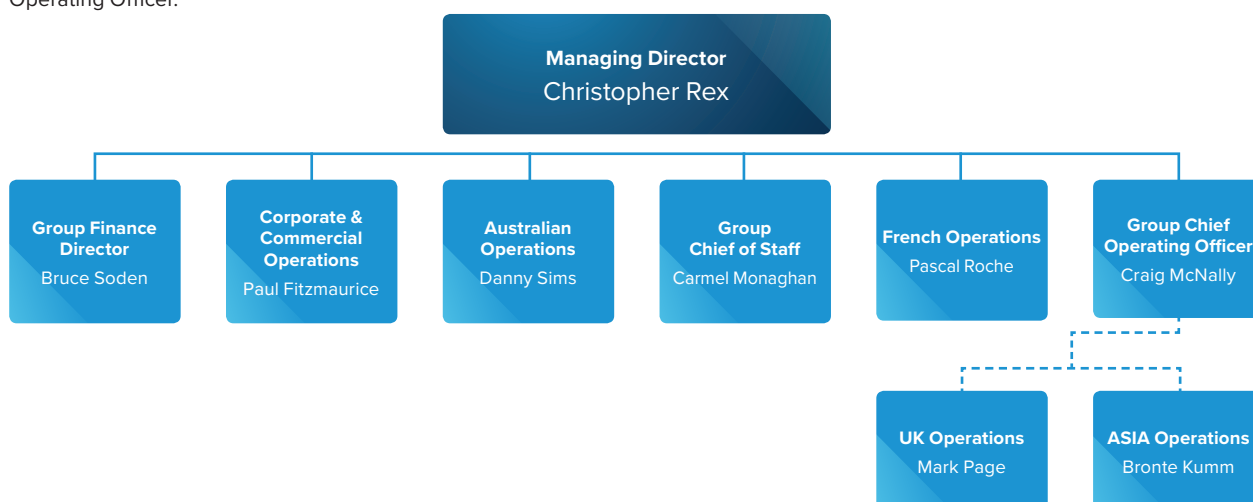 Operating Officer.
Managing Director
Christopher Rex
Group Finance
Director
Bruce Soden
Corporate &
Commercial
Operations
Paul Fitzmaurice
Australian
Operations
Danny Sims
Group
Chief of Staff
Carmel Monaghan
French Operations
Pascal Roche
Group Chief
Operating Officer
Craig McNally
UK Operations
Mark Page
ASIA Operations
Bronte Kumm